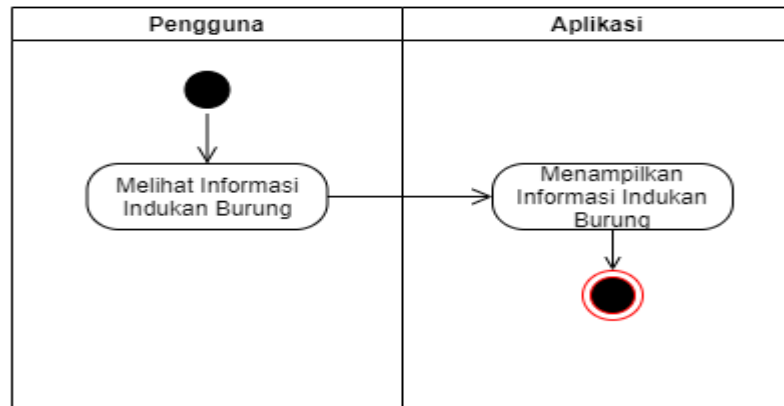 Pengguna
Aplikasi
Melihat Informasi
Indukan Burung
Menampilkan
Informasi Indukan
Burung